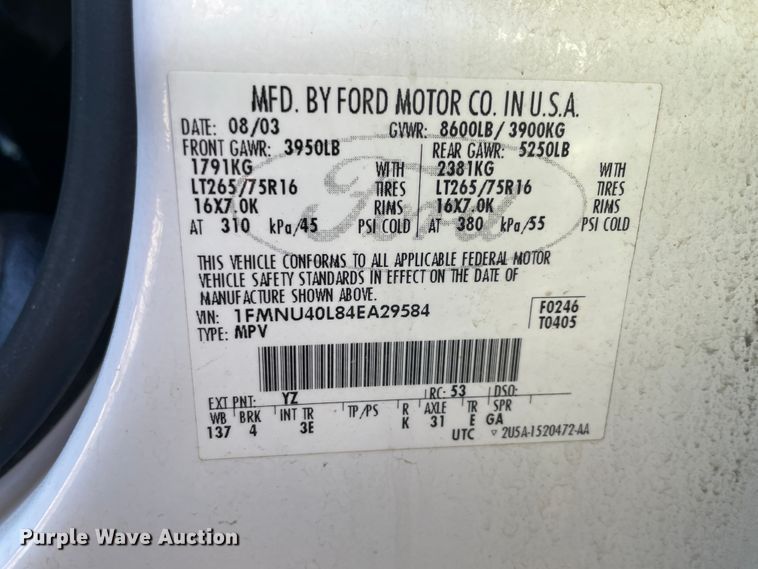 MFD. BY FORD MOTOR CO. IN U.S.A.
DATE: 08/03 GVWR: 8600LB/ 3900KG
FRONT GAWR: 3950LB REAR GAWR: 5250LB
1791KG WITH 2381KG WITH
LT265/75R16 TIRES LT265/75R16 TIRES
16X7.0K RIMS 16X7.0K RIMS
AT 310 kPa/45 PSI COLD AT 380 kPa/55 PSI COLD
Ford
THIS VEHICLE CONFORMS TO ALL APPLICABLE FEDERAL MOTOR
VEHICLE SAFETY STANDARDS IN EFFECT ON THE DATE OF
MANUFACTURE SHOWN ABOVE.
VIN: 1FMNU40L84EA29584 F0246
TYPE: MPV T0405
EXT PNT: YZ RC: 53 DSO:
WB BRK INT TR TP/PS R AXLE TR SPR
137 4 3E K 31 E GA
UTC 2U5A-1520472-AA
Purple Wave Auction